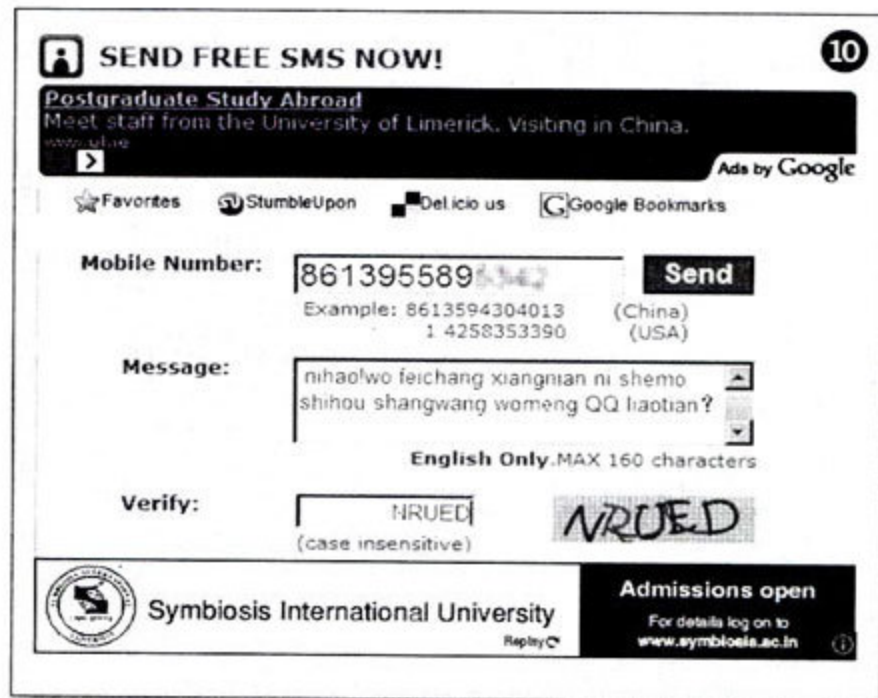 SEND FREE SMS NOW!
10
Postgraduate Study Abroad
Meet staff from the University of Limerick. Visiting in China.
www.ul.ie
Ads by Google
Favorites StumbleUpon Del.icio us Google Bookmarks
Mobile Number: 861395589 Send
Example: 8613594304013 (China)
1 4258353390 (USA)
Message: nihao!wo feichang xiangnian ni shemo
shihou shangwang womeng QQ liaotian?
English Only.MAX 160 characters
Verify: NRUED NRUED
(case insensitive)
Symbiosis International University
Replay
Admissions open
For details log on to
www.symbiosis.ac.in